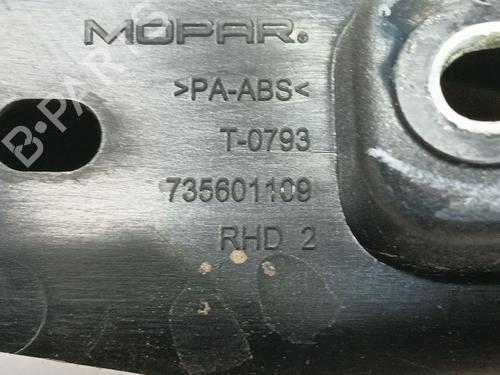 MOPAR.
>PA-ABS<
T-0793
735601109
RHD 2
B-PARTS